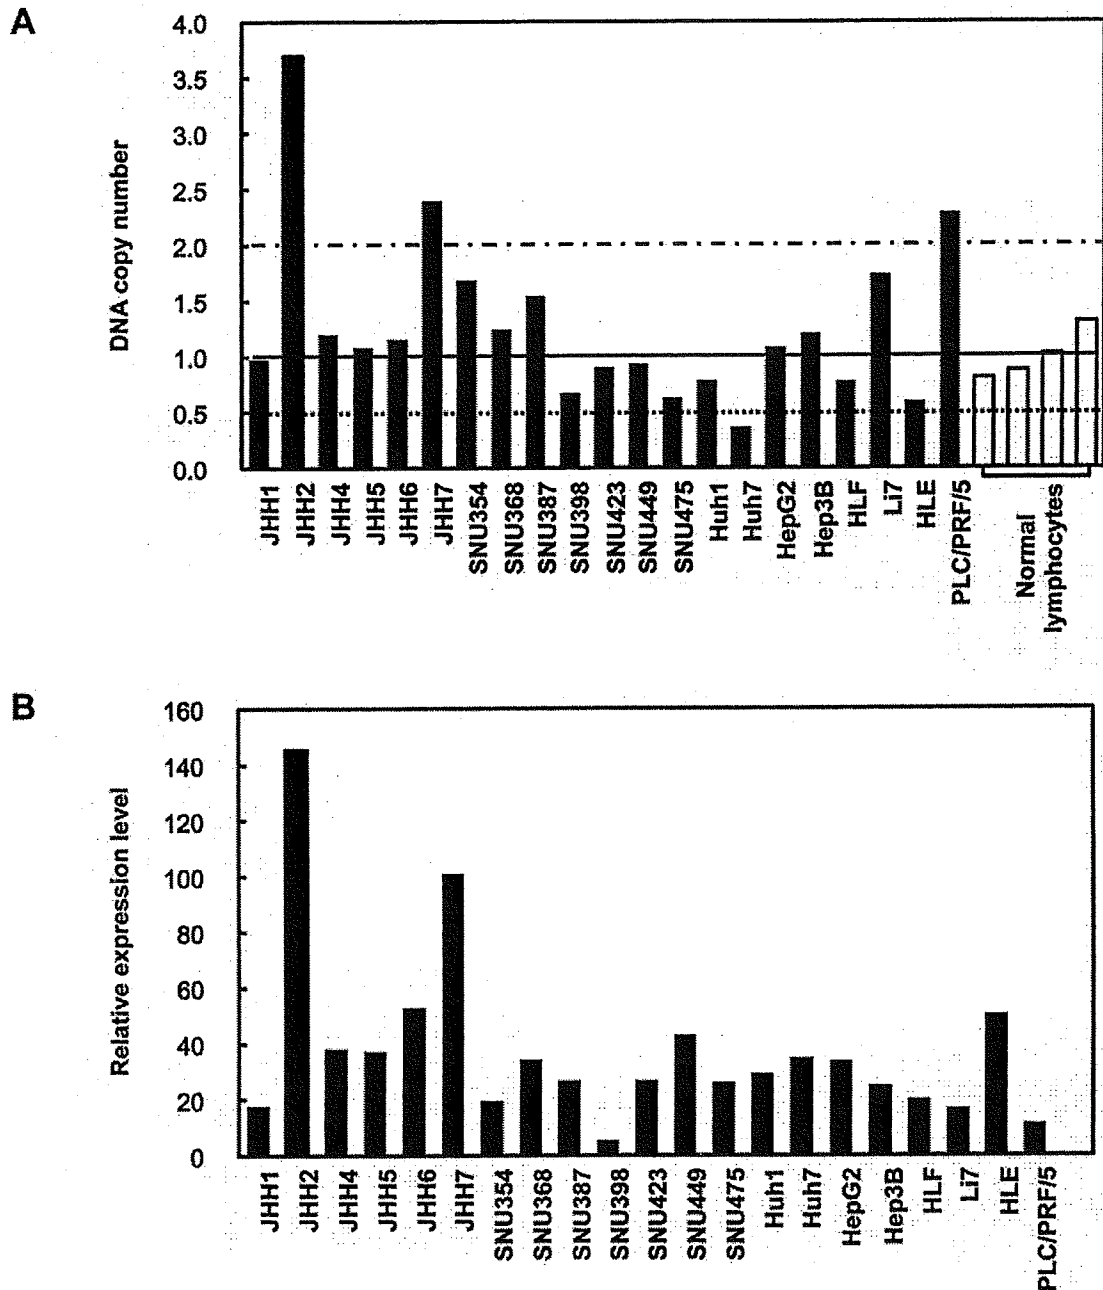 A
DNA copy number
4.0
3.5
3.0
2.5
2.0
1.5
1.0
0.5
0.0
JHH1
JHH2
JHH4
JHH5
JHH6
JHH7
SNU354
SNU368
SNU387
SNU398
SNU423
SNU449
SNU475
Huh1
Huh7
HepG2
Hep3B
HLF
Li7
HLE
PLC/PRF/5
Normal
lymphocytes
B
Relative expression level
160
140
120
100
80
60
40
20
0
JHH1
JHH2
JHH4
JHH5
JHH6
JHH7
SNU354
SNU368
SNU387
SNU398
SNU423
SNU449
SNU475
Huh1
Huh7
HepG2
Hep3B
HLF
Li7
HLE
PLC/PRF/5